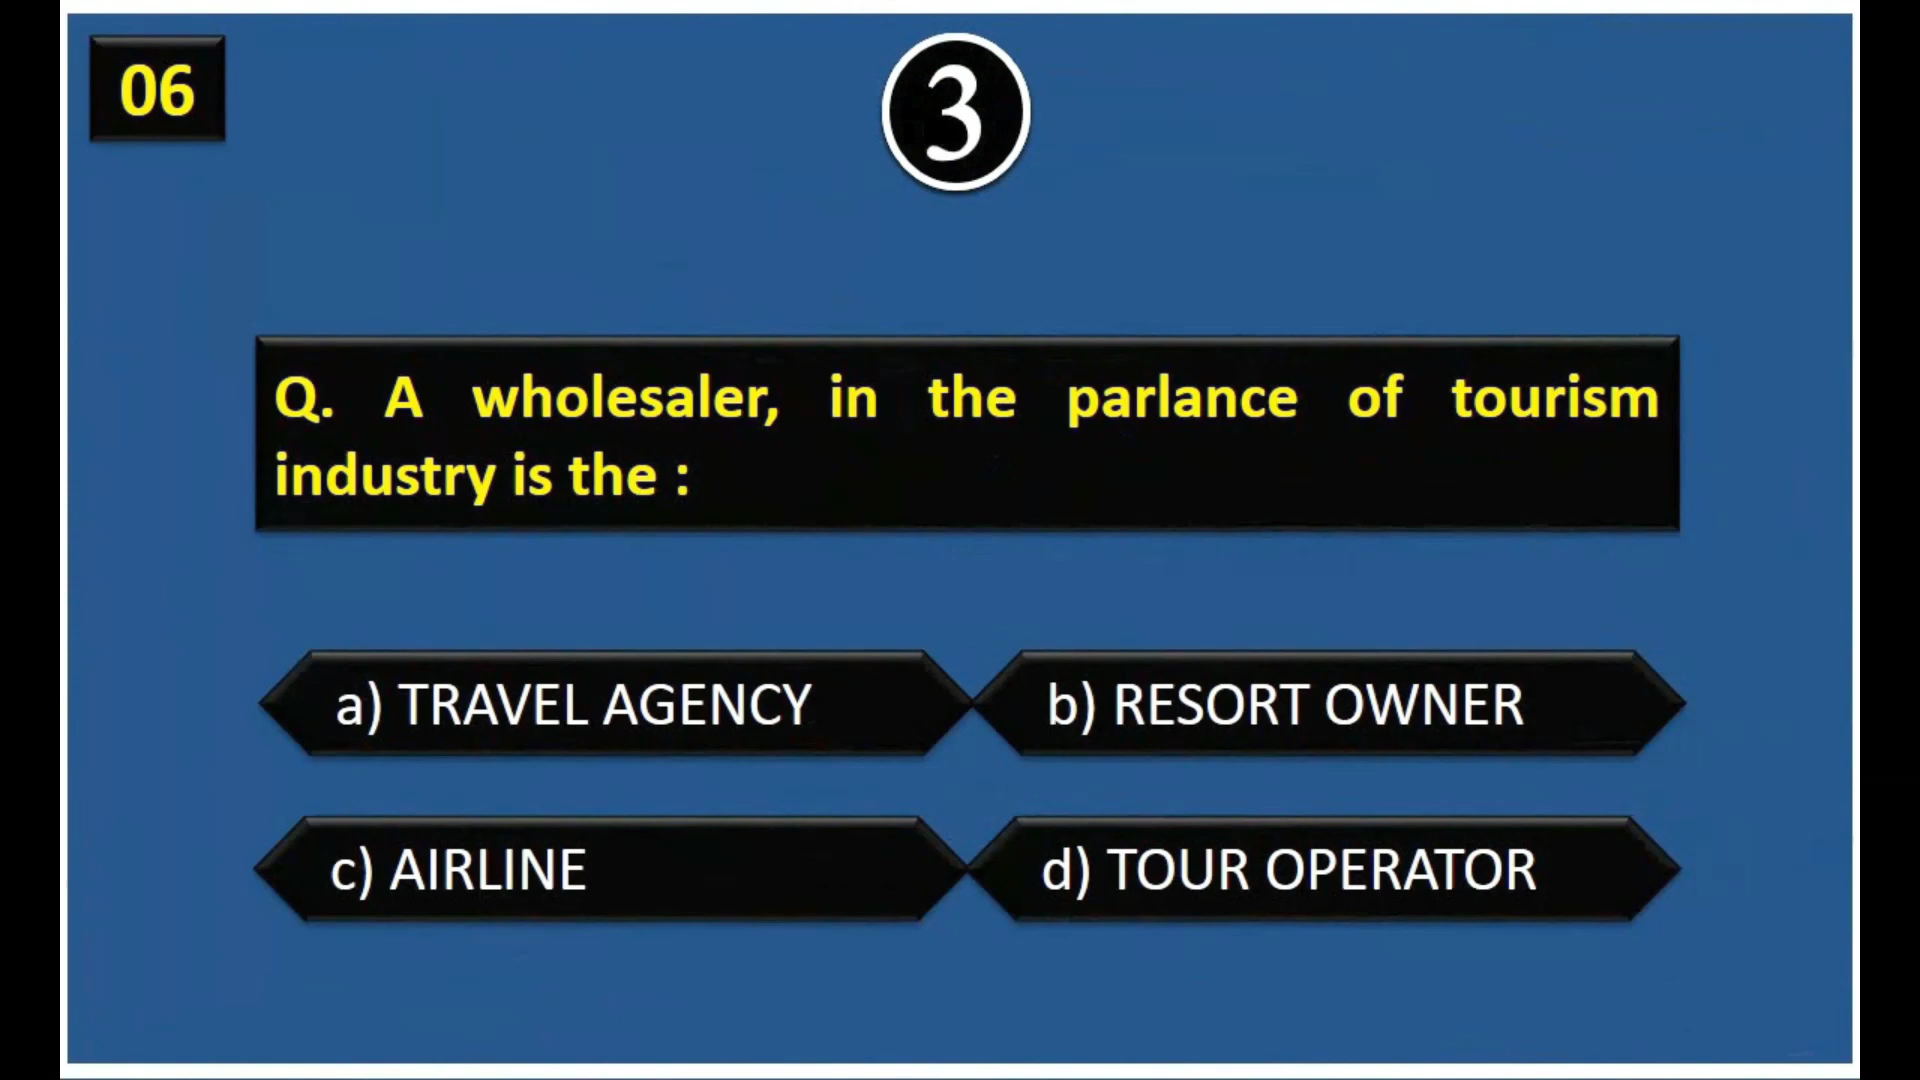 06
3
Q. A wholesaler, in the parlance of tourism
industry is the :
a) TRAVEL AGENCY
b) RESORT OWNER
c) AIRLINE
d) TOUR OPERATOR